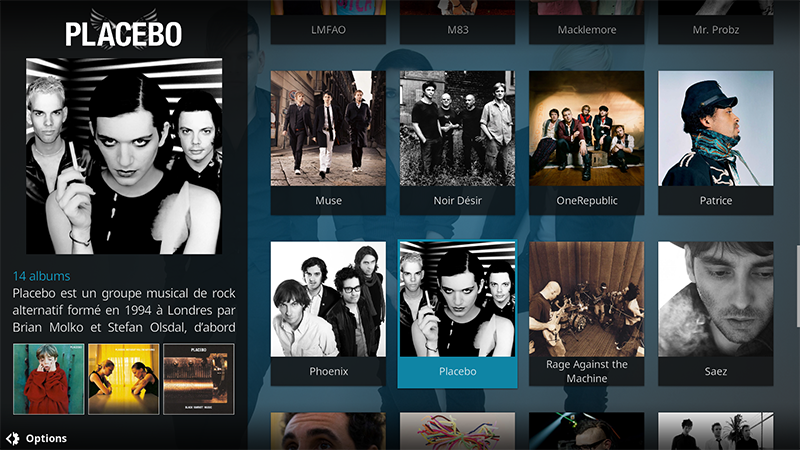 PLACEBO
14 albums
Placebo est un groupe musical de rock
alternatif formé en 1994 à Londres par
Brian Molko et Stefan Olsdal, d'abord
PLACEBO
Options
LMFAO
M83
Macklemore
Mr. Probz
Muse
Noir Désir
OneRepublic
Patrice
Phoenix
Placebo
Rage Against the
Machine
Saez